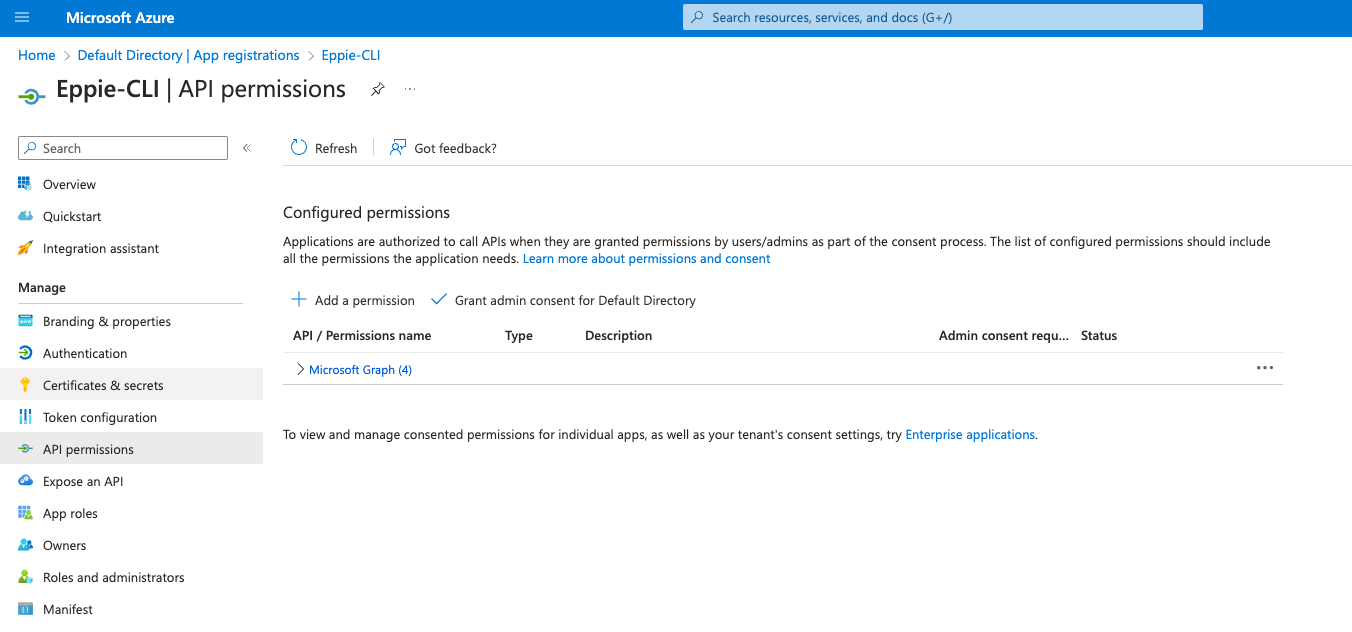 Microsoft Azure
Search resources, services, and docs (G+/)
Home > Default Directory | App registrations > Eppie-CLI
Eppie-CLI | API permissions
Search
Refresh
Got feedback?
Overview
Quickstart
Integration assistant
Manage
Branding & properties
Authentication
Certificates & secrets
Token configuration
API permissions
Expose an API
App roles
Owners
Roles and administrators
Manifest
Configured permissions
Applications are authorized to call APIs when they are granted permissions by users/admins as part of the consent process. The list of configured permissions should include
all the permissions the application needs. Learn more about permissions and consent
Add a permission
Grant admin consent for Default Directory
API / Permissions name Type Description Admin consent requ... Status
Microsoft Graph (4)
To view and manage consented permissions for individual apps, as well as your tenant's consent settings, try Enterprise applications.